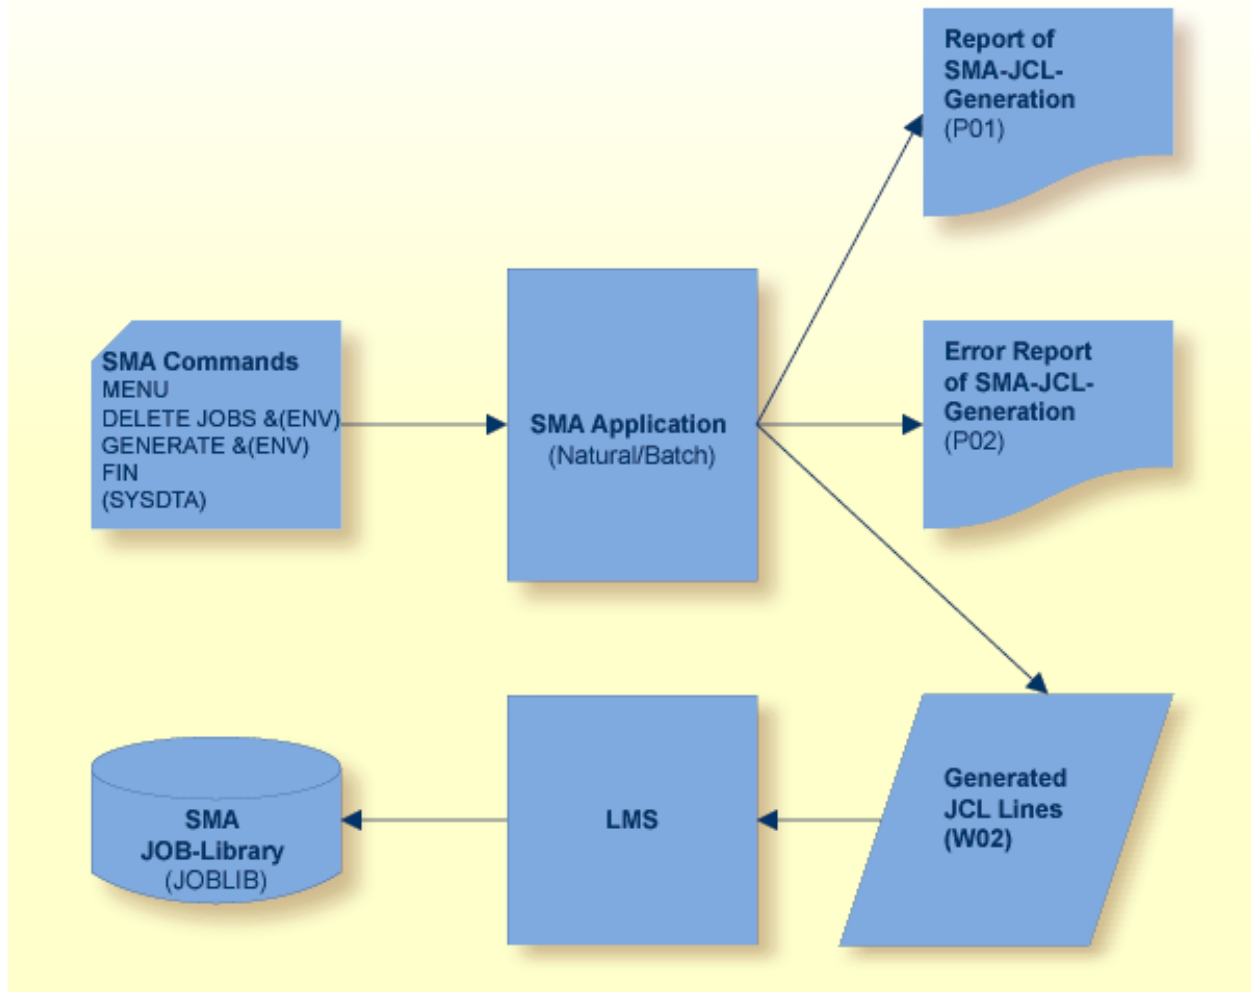 Report of
SMA-JCL-
Generation
(P01)
SMA Commands
MENU
DELETE JOBS &(ENV)
GENERATE &(ENV)
FIN
(SYSDTA)
SMA Application
(Natural/Batch)
Error Report
of SMA-JCL-
Generation
(P02)
SMA
JOB-Library
(JOBLIB)
LMS
Generated
JCL Lines
(W02)